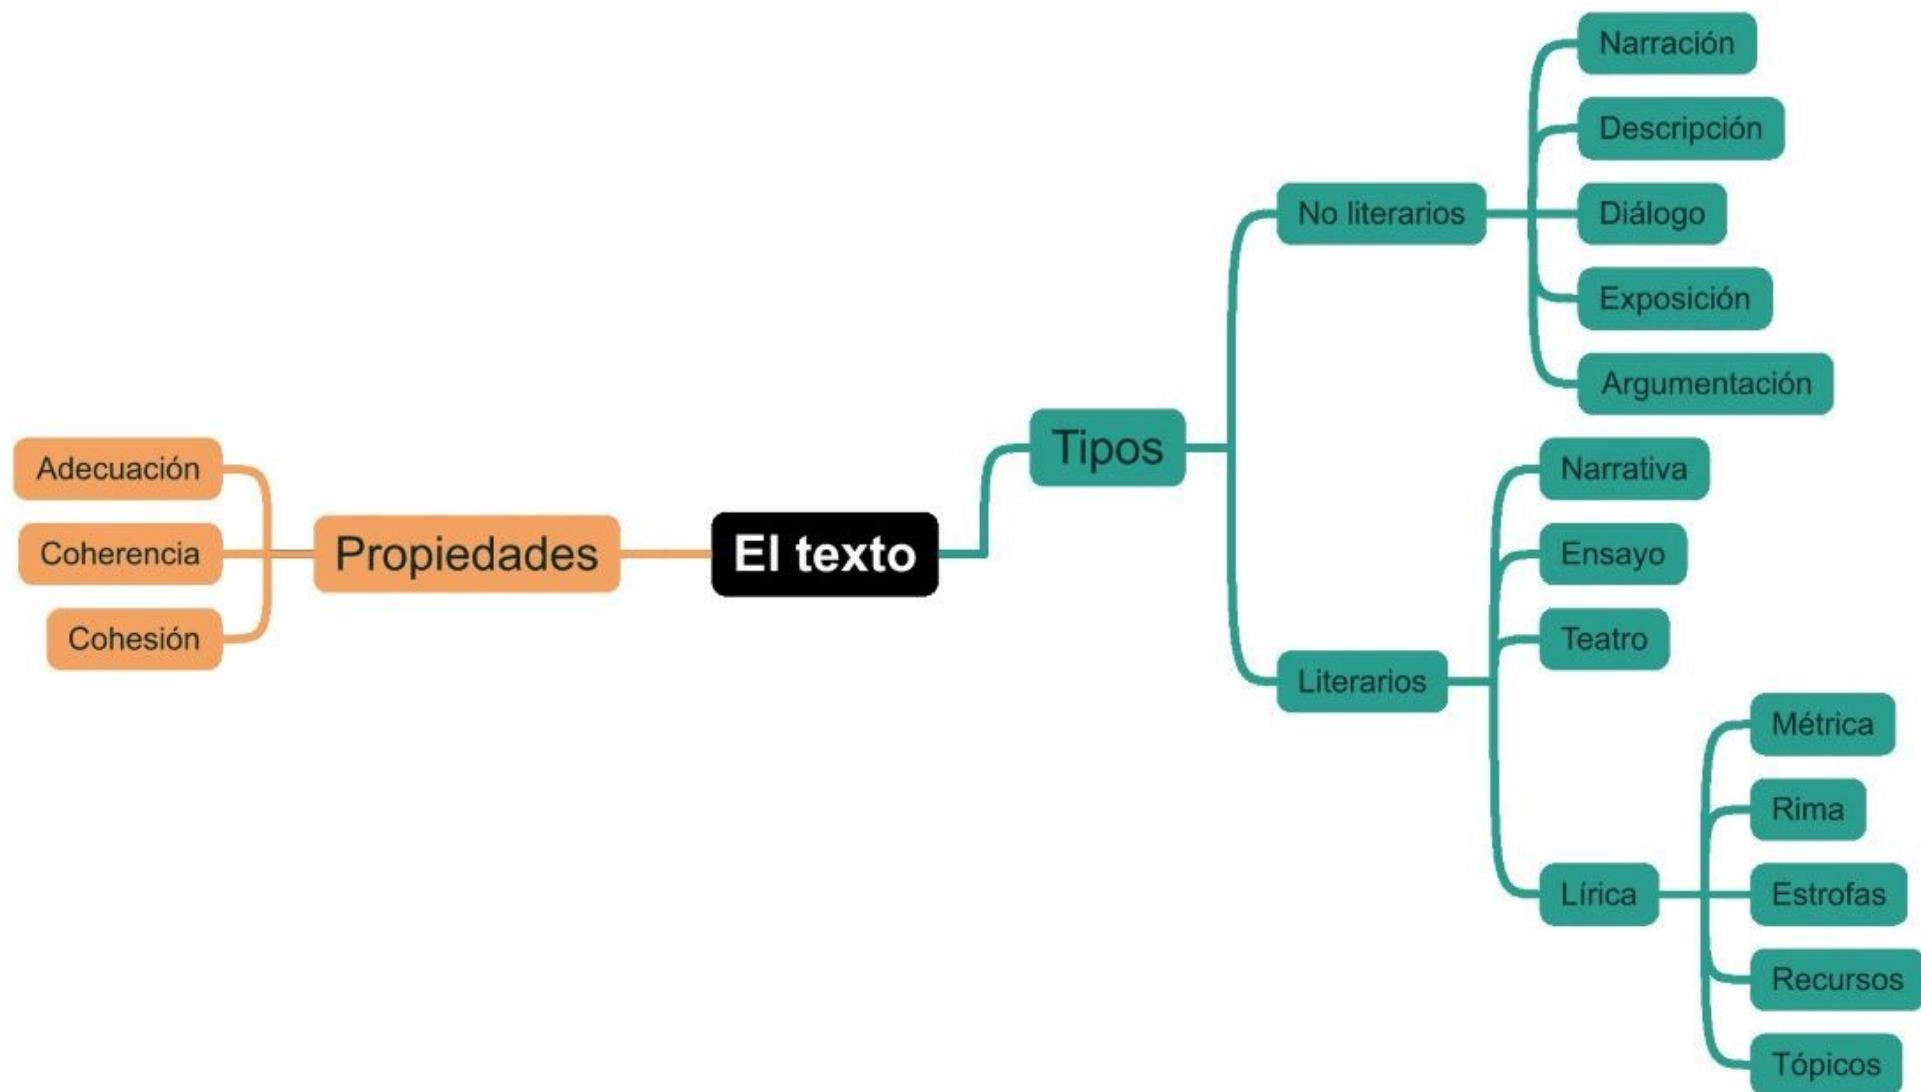 El texto
Propiedades
Adecuación
Coherencia
Cohesión
Tipos
No literarios
Narración
Descripción
Diálogo
Exposición
Argumentación
Literarios
Narrativa
Ensayo
Teatro
Lírica
Métrica
Rima
Estrofas
Recursos
Tópicos